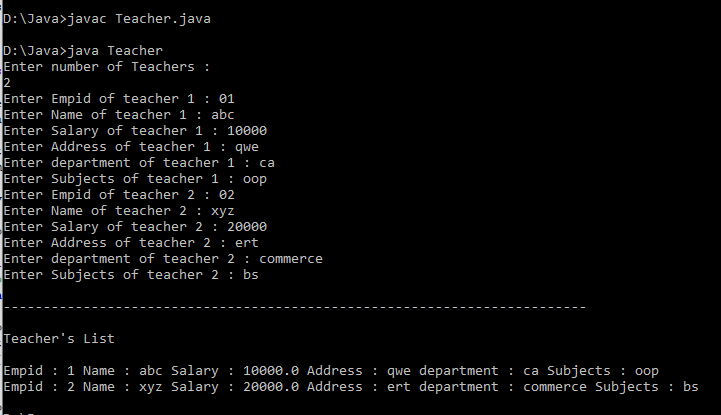 D:\Java>javac Teacher.java
D:\Java>java Teacher
Enter number of Teachers :
2
Enter Empid of teacher 1 : 01
Enter Name of teacher 1 : abc
Enter Salary of teacher 1 : 10000
Enter Address of teacher 1 : qwe
Enter department of teacher 1 : ca
Enter Subjects of teacher 1 : oop
Enter Empid of teacher 2 : 02
Enter Name of teacher 2 : xyz
Enter Salary of teacher 2 : 20000
Enter Address of teacher 2 : ert
Enter department of teacher 2 : commerce
Enter Subjects of teacher 2 : bs
-------------------------------------------------------------------------
Teacher's List
Empid : 1 Name : abc Salary : 10000.0 Address : qwe department : ca Subjects : oop
Empid : 2 Name : xyz Salary : 20000.0 Address : ert department : commerce Subjects : bs